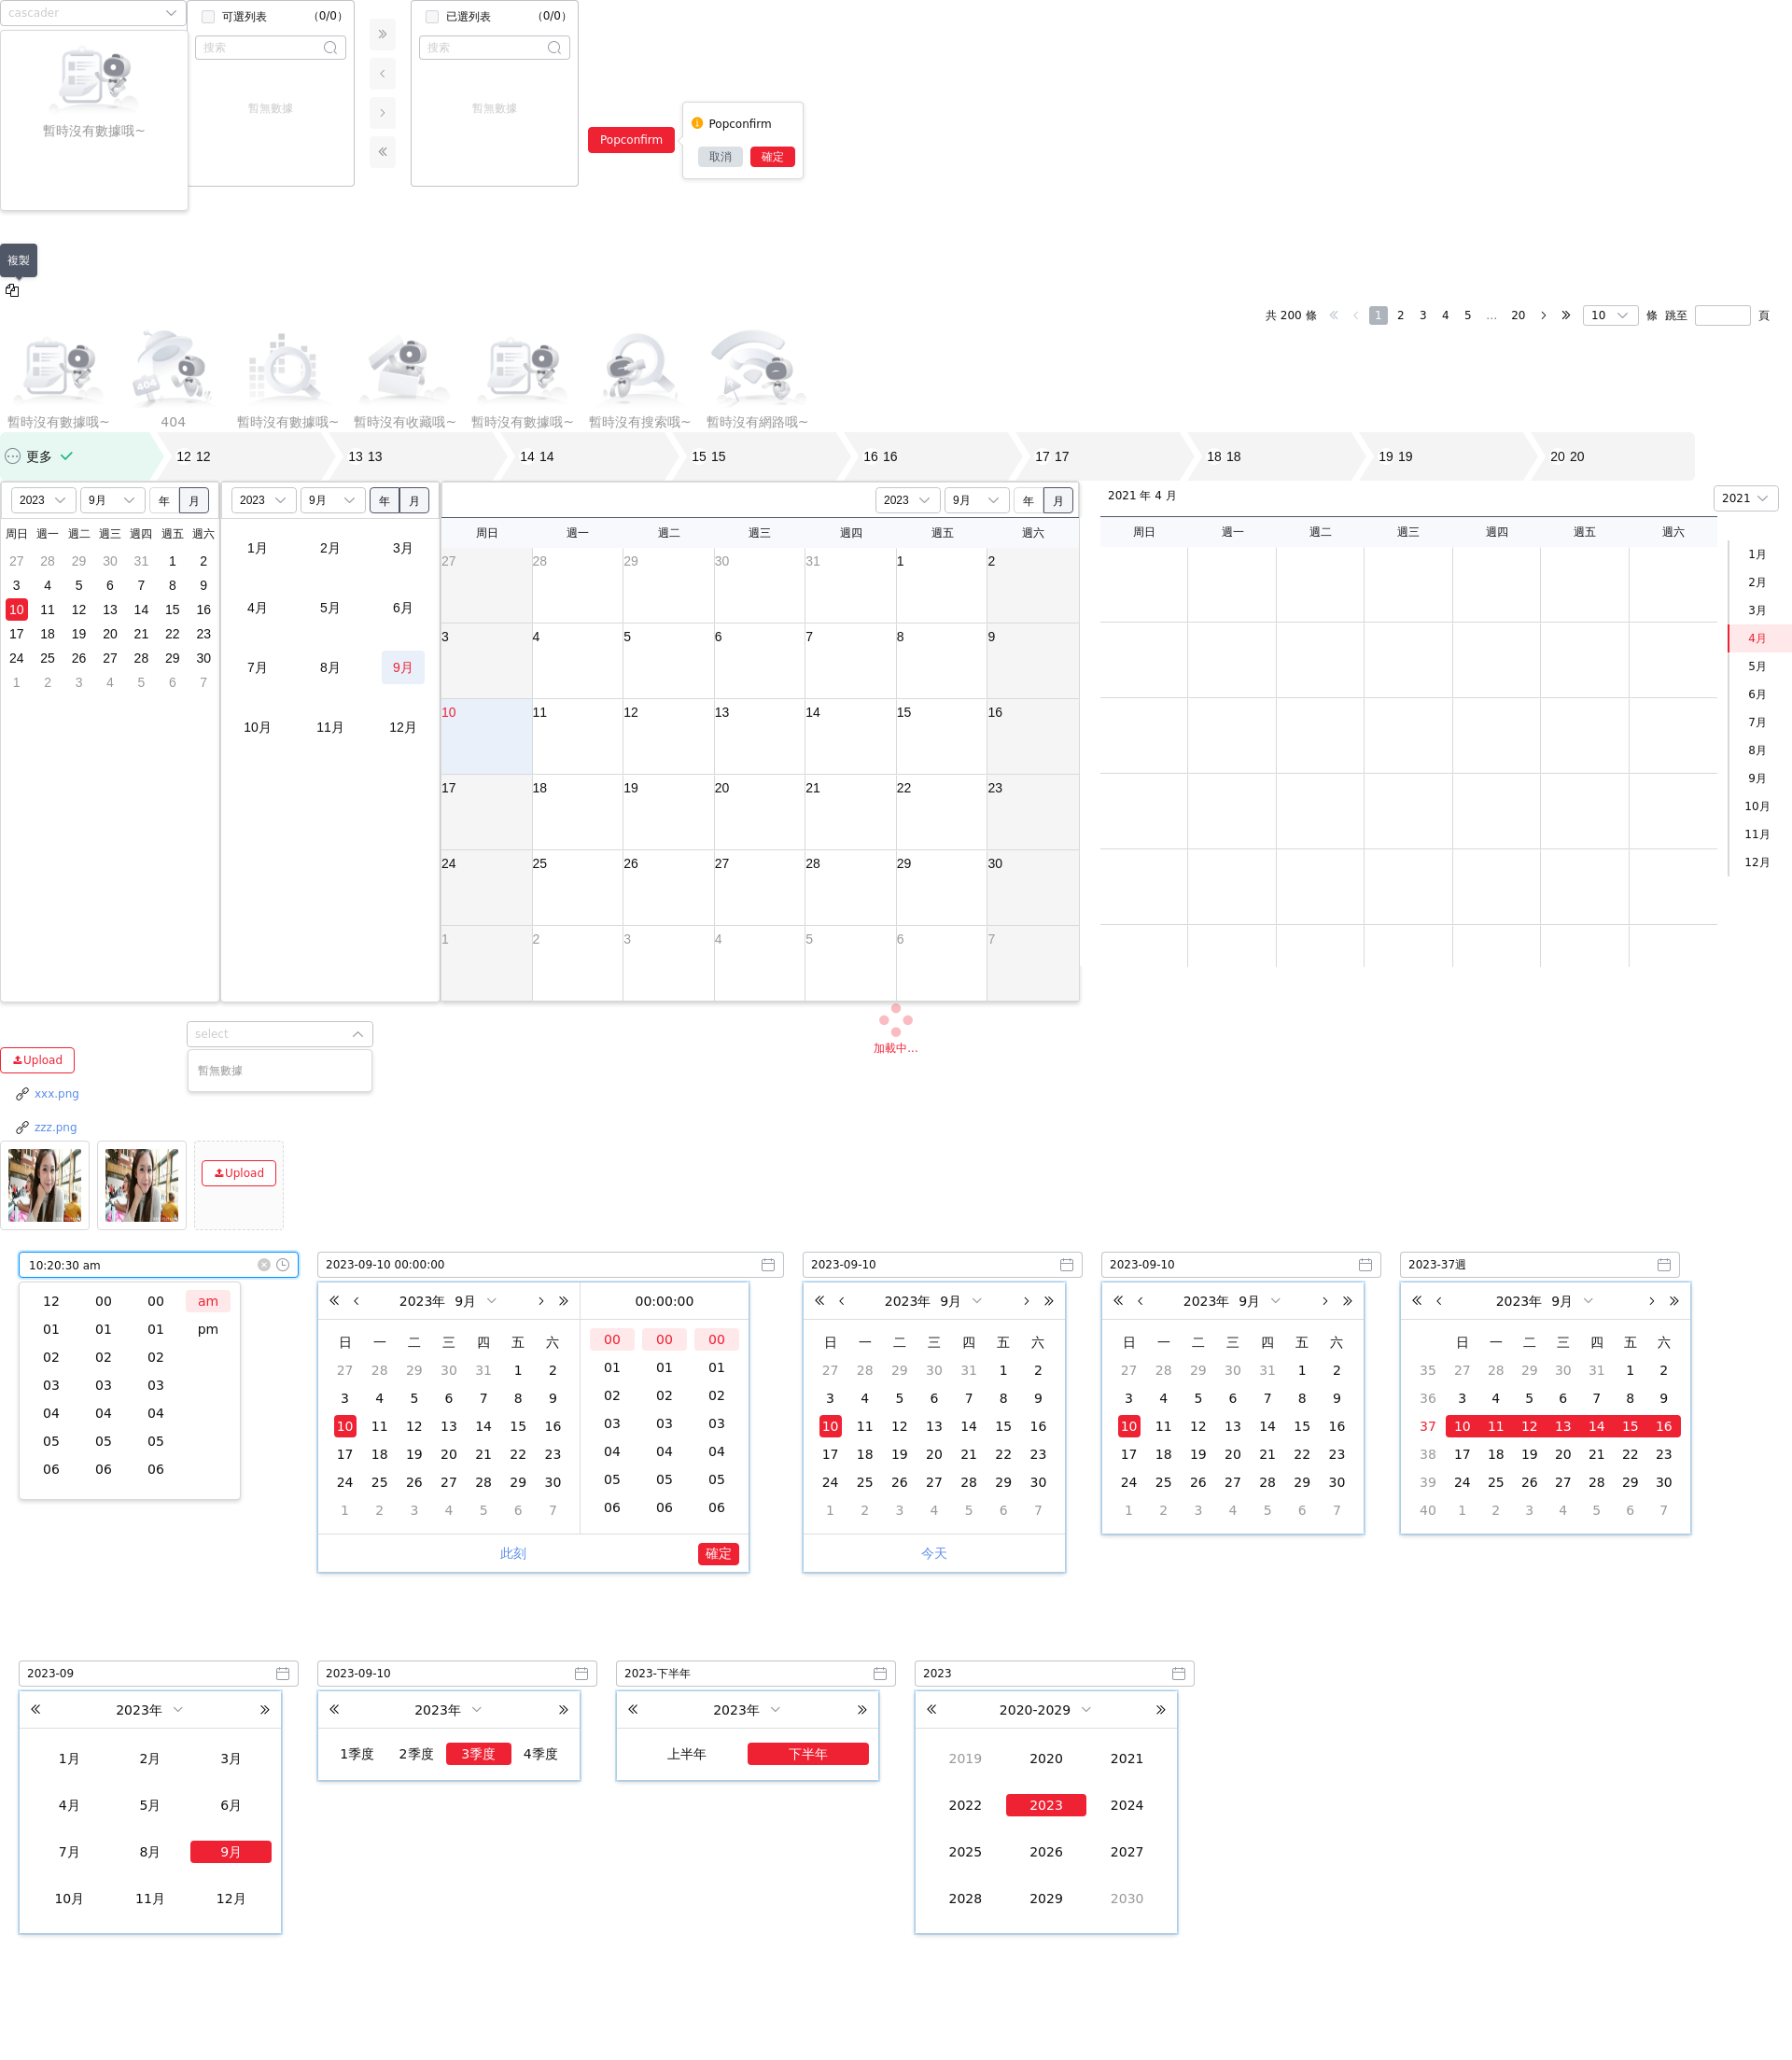 cascader
暫時沒有數據哦~
可選列表 (0/0)
搜索
暫無數據
已選列表 (0/0)
搜索
暫無數據
Popconfirm
Popconfirm
取消 確定
複製
共 200 條 1 2 3 4 5 ... 20 10 條 跳至 頁
404
暫時沒有數據哦~ 404 暫時沒有數據哦~ 暫時沒有收藏哦~ 暫時沒有數據哦~ 暫時沒有搜索哦~ 暫時沒有網路哦~
更多 12 12 13 13 14 14 15 15 16 16 17 17 18 18 19 19 20 20
2023 9月 年 月
周日 週一 週二 週三 週四 週五 週六
27 28 29 30 31 1 2
3 4 5 6 7 8 9
10 11 12 13 14 15 16
17 18 19 20 21 22 23
24 25 26 27 28 29 30
1 2 3 4 5 6 7
2023 9月 年 月
1月 2月 3月
4月 5月 6月
7月 8月 9月
10月 11月 12月
2023 9月 年 月
周日 週一 週二 週三 週四 週五 週六
27 28 29 30 31 1 2
3 4 5 6 7 8 9
10 11 12 13 14 15 16
17 18 19 20 21 22 23
24 25 26 27 28 29 30
1 2 3 4 5 6 7
2021 年 4 月 2021
周日 週一 週二 週三 週四 週五 週六
1月
2月
3月
4月
5月
6月
7月
8月
9月
10月
11月
12月
加載中...
select
暫無數據
Upload
xxx.png
zzz.png
Upload
10:20:30 am
12 00 00 am
01 01 01 pm
02 02 02
03 03 03
04 04 04
05 05 05
06 06 06
2023-09-10 00:00:00
2023年 9月 00:00:00
日 一 二 三 四 五 六
27 28 29 30 31 1 2
3 4 5 6 7 8 9
10 11 12 13 14 15 16
17 18 19 20 21 22 23
24 25 26 27 28 29 30
1 2 3 4 5 6 7
00 00 00
01 01 01
02 02 02
03 03 03
04 04 04
05 05 05
06 06 06
此刻 確定
2023-09-10
2023年 9月
日 一 二 三 四 五 六
27 28 29 30 31 1 2
3 4 5 6 7 8 9
10 11 12 13 14 15 16
17 18 19 20 21 22 23
24 25 26 27 28 29 30
1 2 3 4 5 6 7
今天
2023-09-10
2023年 9月
日 一 二 三 四 五 六
27 28 29 30 31 1 2
3 4 5 6 7 8 9
10 11 12 13 14 15 16
17 18 19 20 21 22 23
24 25 26 27 28 29 30
1 2 3 4 5 6 7
2023-37週
2023年 9月
日 一 二 三 四 五 六
35 27 28 29 30 31 1 2
36 3 4 5 6 7 8 9
37 10 11 12 13 14 15 16
38 17 18 19 20 21 22 23
39 24 25 26 27 28 29 30
40 1 2 3 4 5 6 7
2023-09
2023年
1月 2月 3月
4月 5月 6月
7月 8月 9月
10月 11月 12月
2023-09-10
2023年
1季度 2季度 3季度 4季度
2023-下半年
2023年
上半年 下半年
2023
2020-2029
2019 2020 2021
2022 2023 2024
2025 2026 2027
2028 2029 2030